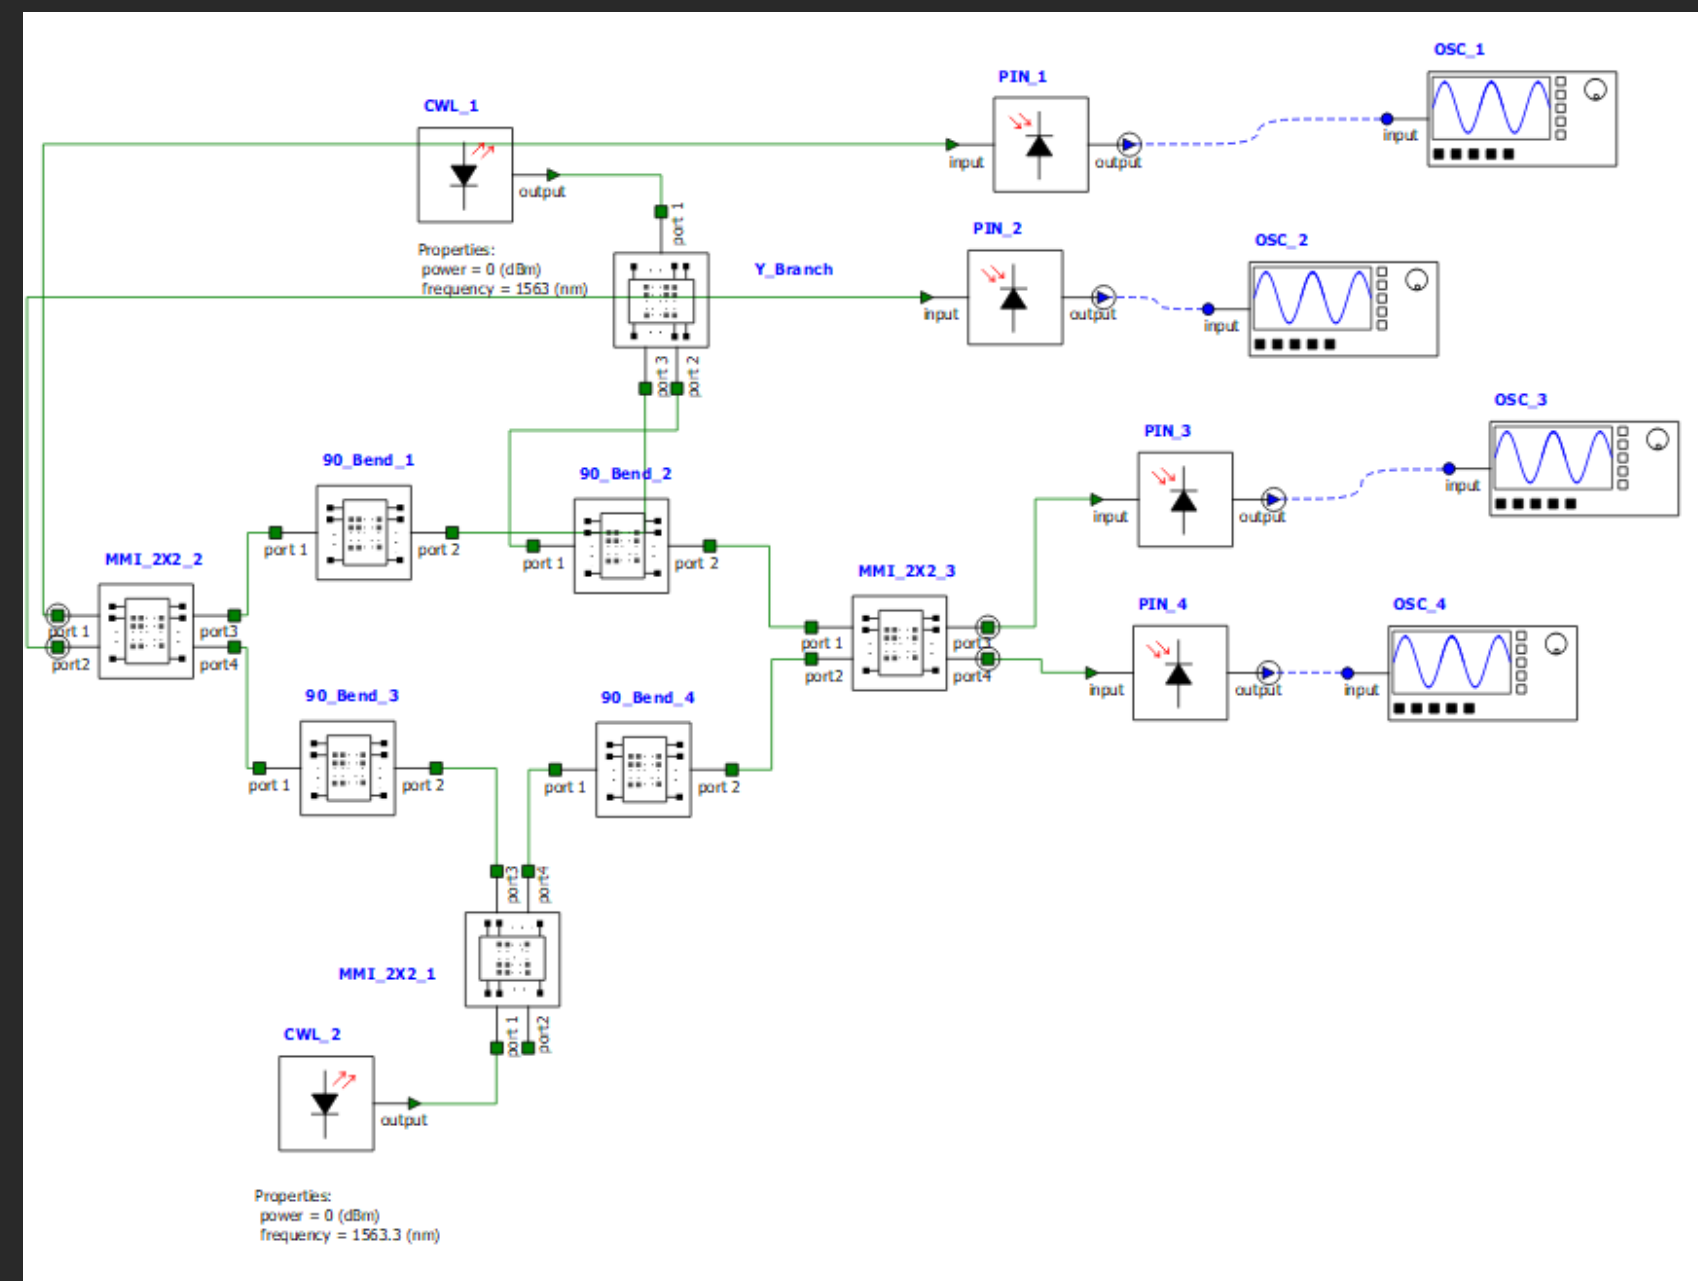 OSC_1
PIN_1
CWL_1
input
input
output
output
port 1
Properties:
power = 0 (dBm)
frequency = 1563 (nm)
Y_Branch
PIN_2
OSC_2
input
output
input
port 3
port 2
OSC_3
PIN_3
input
input
output
90_Bend_1
port 1
port 2
90_Bend_2
port 1
port 2
MMI_2X2_2
port 1
port2
port3
port4
MMI_2X2_3
port 1
port2
port3
port4
PIN_4
OSC_4
input
output
input
90_Bend_3
port 1
port 2
90_Bend_4
port 1
port 2
port3
port4
MMI_2X2_1
port 1
port2
CWL_2
output
Properties:
power = 0 (dBm)
frequency = 1563.3 (nm)